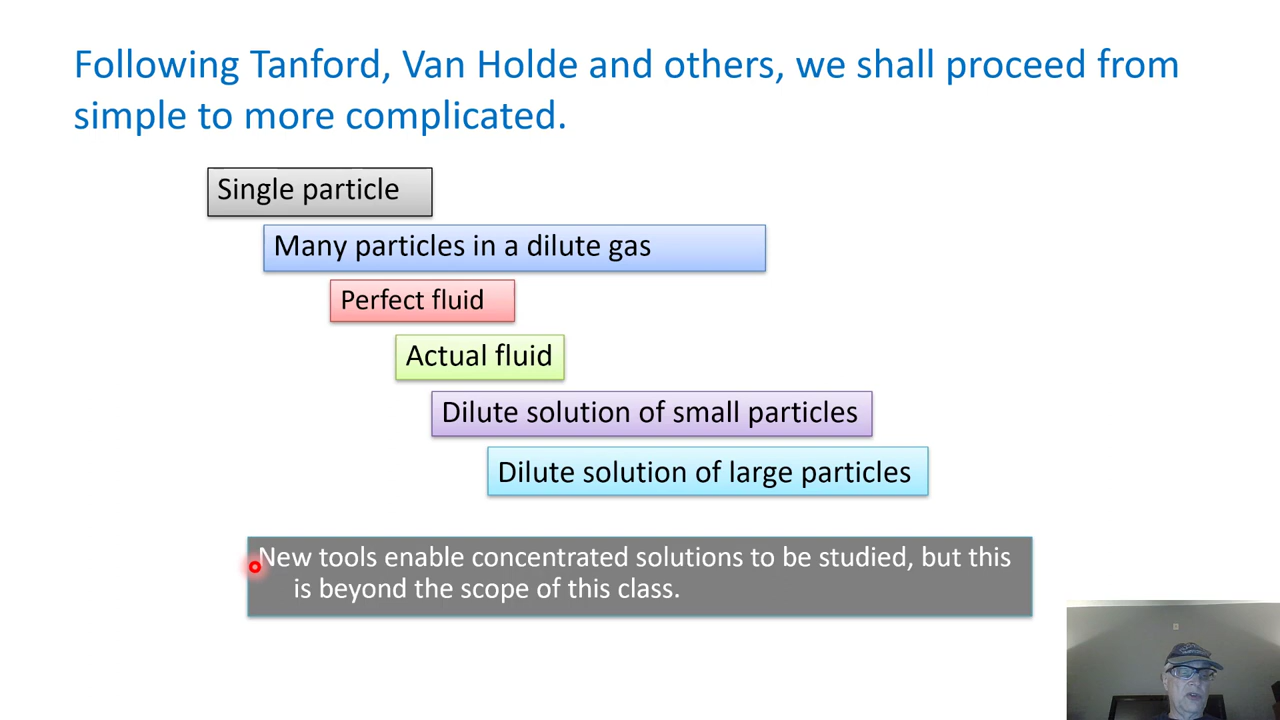 Following Tanford, Van Holde and others, we shall proceed from
simple to more complicated.
Single particle
Many particles in a dilute gas
Perfect fluid
Actual fluid
Dilute solution of small particles
Dilute solution of large particles
New tools enable concentrated solutions to be studied, but this
is beyond the scope of this class.